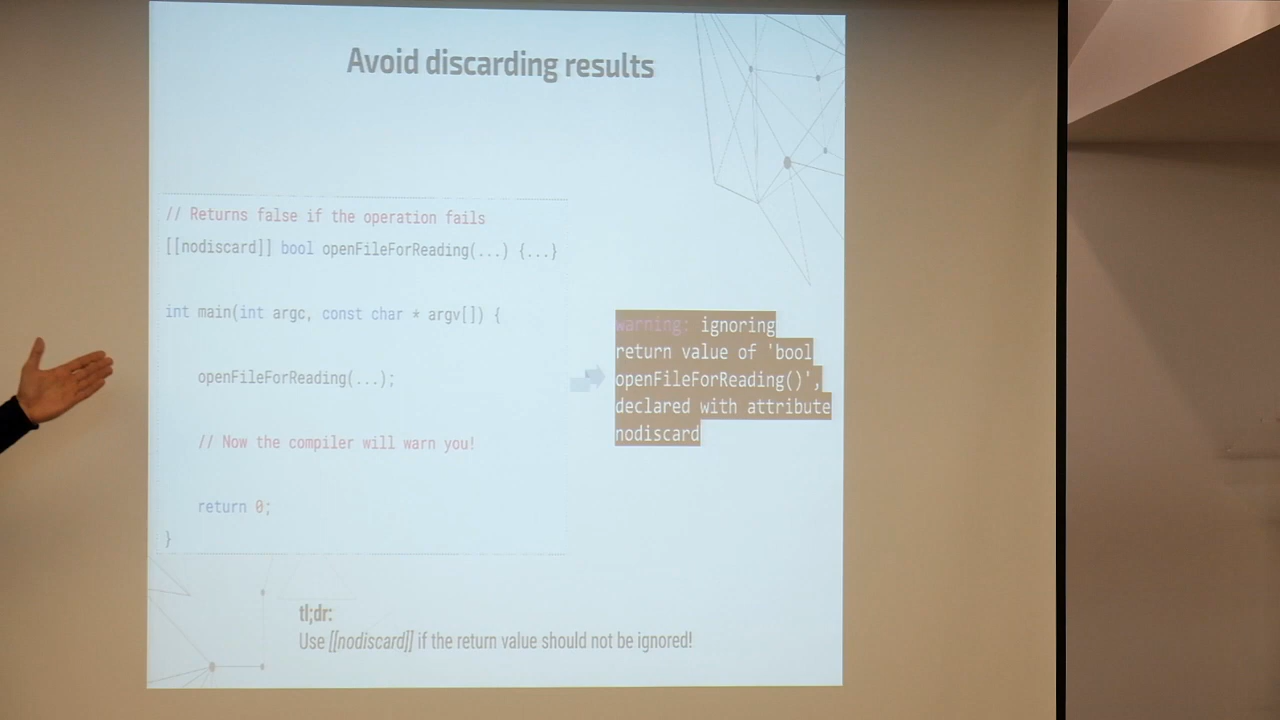 Avoid discarding results
// Returns false if the operation fails
[[nodiscard]] bool openFileForReading(...) {...}
int main(int argc, const char * argv[]) {
openFileForReading(...);
// Now the compiler will warn you!
return 0;
}
warning: ignoring
return value of 'bool
openFileForReading()',
declared with attribute
nodiscard
tl;dr:
Use [[nodiscard]] if the return value should not be ignored!